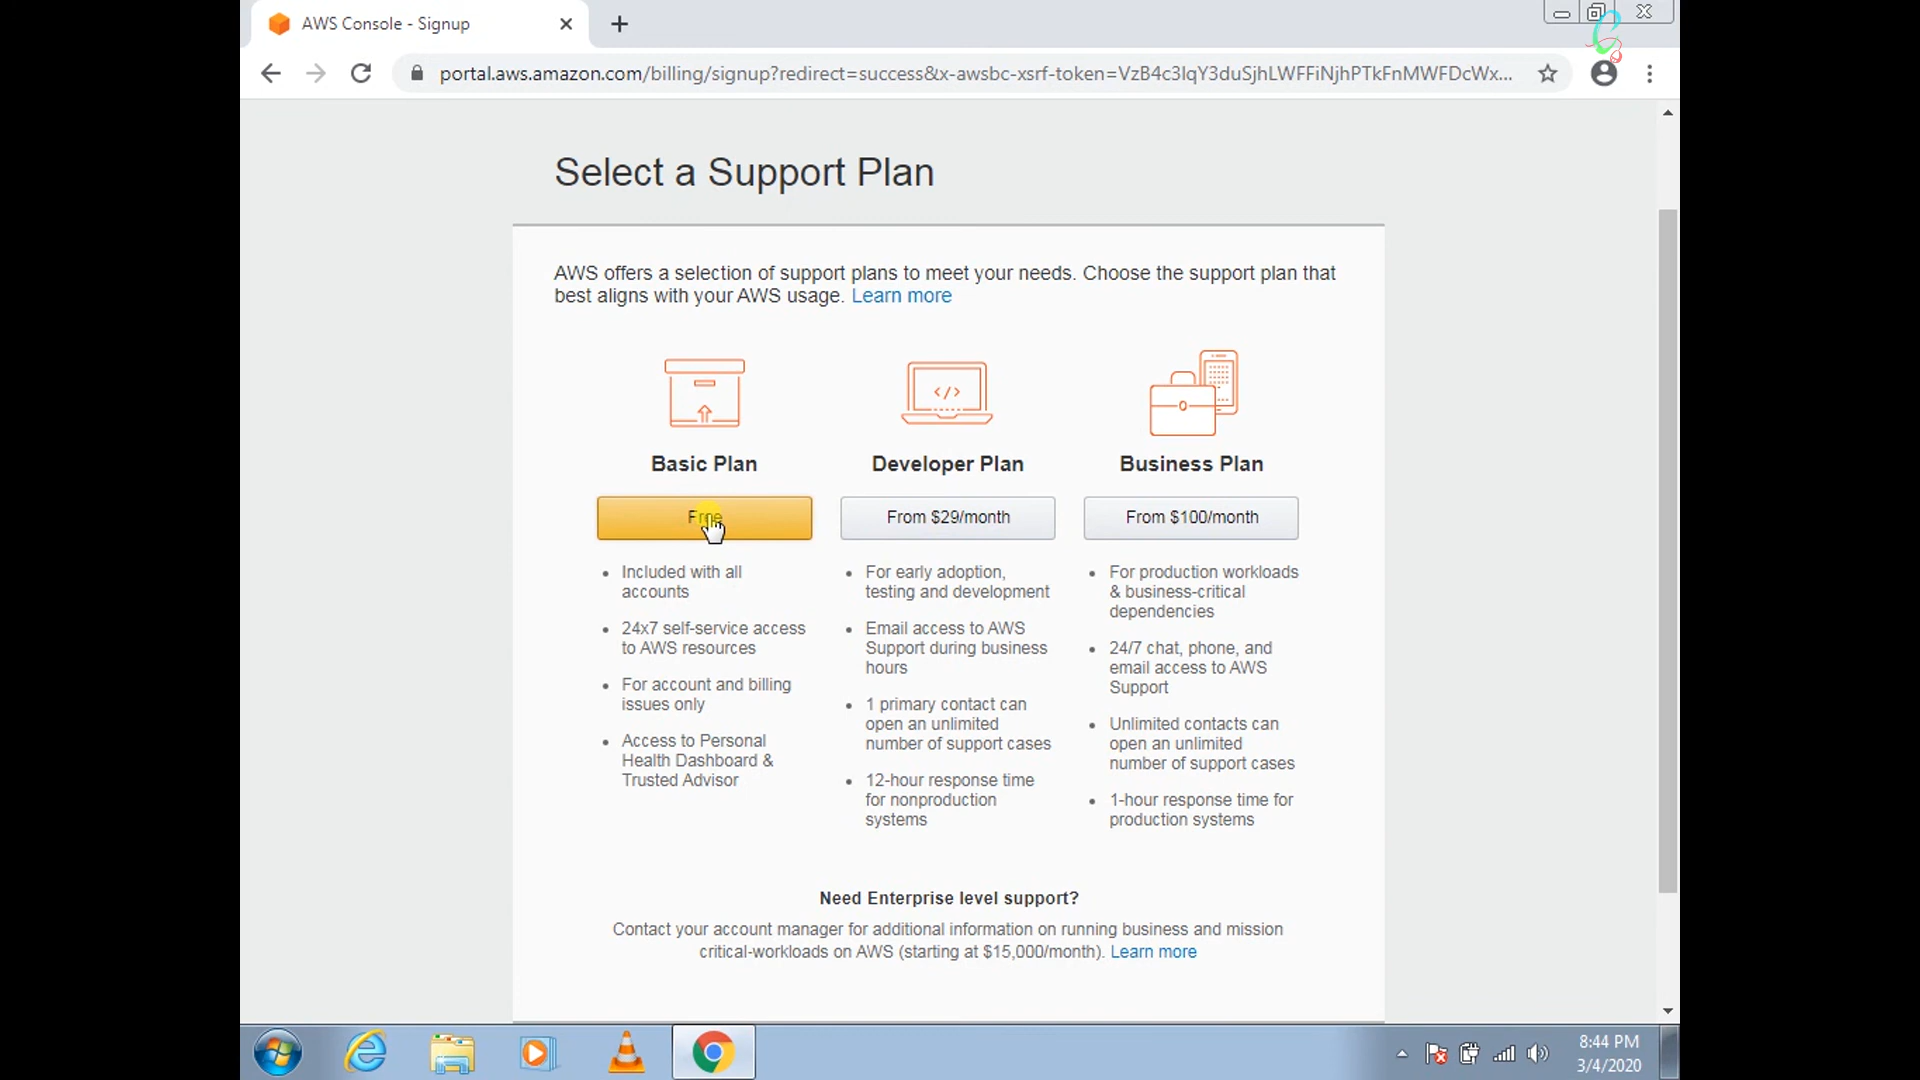 AWS Console - Signup
portal.aws.amazon.com/billing/signup?redirect=success&x-awsbc-xsrf-token=VzB4c3lqY3duSjhLWFFiNjhPTkFnMWFDcWx...
Select a Support Plan
AWS offers a selection of support plans to meet your needs. Choose the support plan that
best aligns with your AWS usage. Learn more
</>
Basic Plan
Developer Plan
Business Plan
Free
From $29/month
From $100/month
Included with all
accounts
24x7 self-service access
to AWS resources
For account and billing
issues only
Access to Personal
Health Dashboard &
Trusted Advisor
For early adoption,
testing and development
Email access to AWS
Support during business
hours
1 primary contact can
open an unlimited
number of support cases
12-hour response time
for nonproduction
systems
For production workloads
& business-critical
dependencies
24/7 chat, phone, and
email access to AWS
Support
Unlimited contacts can
open an unlimited
number of support cases
1-hour response time for
production systems
Need Enterprise level support?
Contact your account manager for additional information on running business and mission
critical-workloads on AWS (starting at $15,000/month). Learn more
8:44 PM
3/4/2020